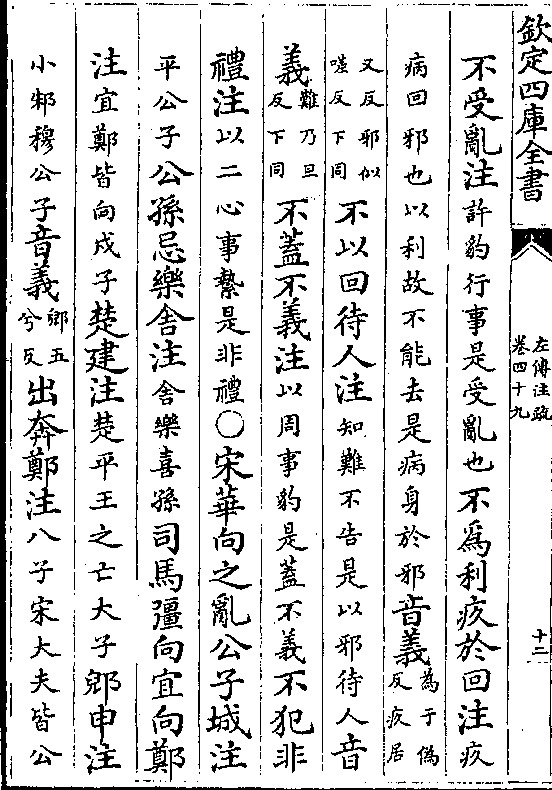 欽定四庫全書
左傳注疏
卷四十九
十二
不受亂注許豹行事是受亂也不為利疚於回注疚
病回邪也以利故不能去是病身於邪音義為于偽
反疚居
又反邪似
嗟反下同不以回待人注知難不告是以邪待人音
義難乃旦
反下同不蓋不義注以周事豹是蓋不義不犯非
禮注以二心事縶是非禮○宋華向之亂公子城注
平公子公孫忌樂舍注舍樂喜孫司馬彊向宜向鄭
注宜鄭皆向戌子楚建注楚平王之亡大子郳申注
小邾穆公子音義郳五
兮反出奔鄭注八子宋大夫皆公